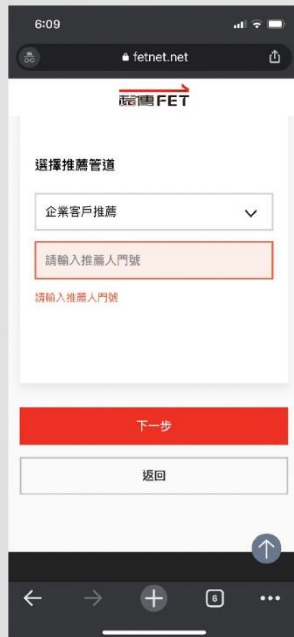 6:09
fetnet.net
遠傳FET
選擇推薦管道
企業客戶推薦
請輸入推薦人門號
請輸入推薦人門號
下一步
返回
6